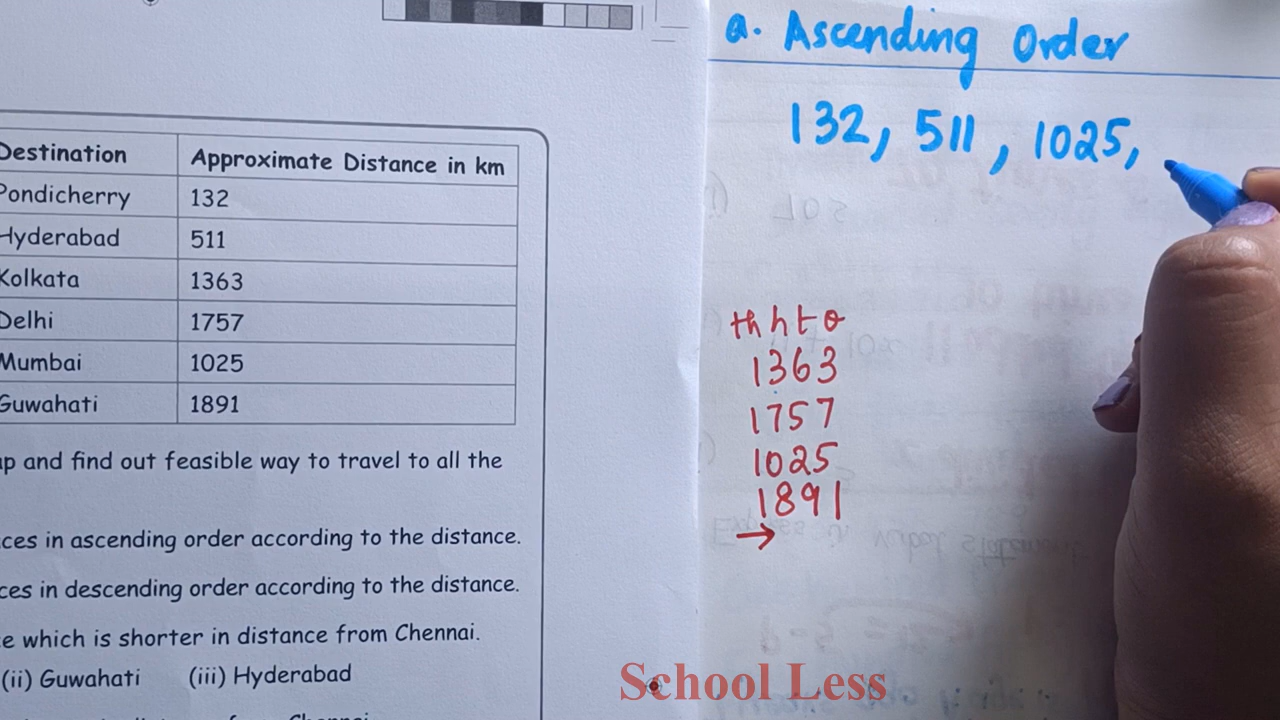 Destination Approximate Distance in km
Pondicherry 132
Hyderabad 511
Kolkata 1363
Delhi 1757
Mumbai 1025
Guwahati 1891
and find out feasible way to travel to all the
in ascending order according to the distance.
in descending order according to the distance.
which is shorter in distance from Chennai.
(ii) Guwahati (iii) Hyderabad
a. Ascending Order
132, 511, 1025,
th h t o
1363
1757
1025
1891
→
School Less